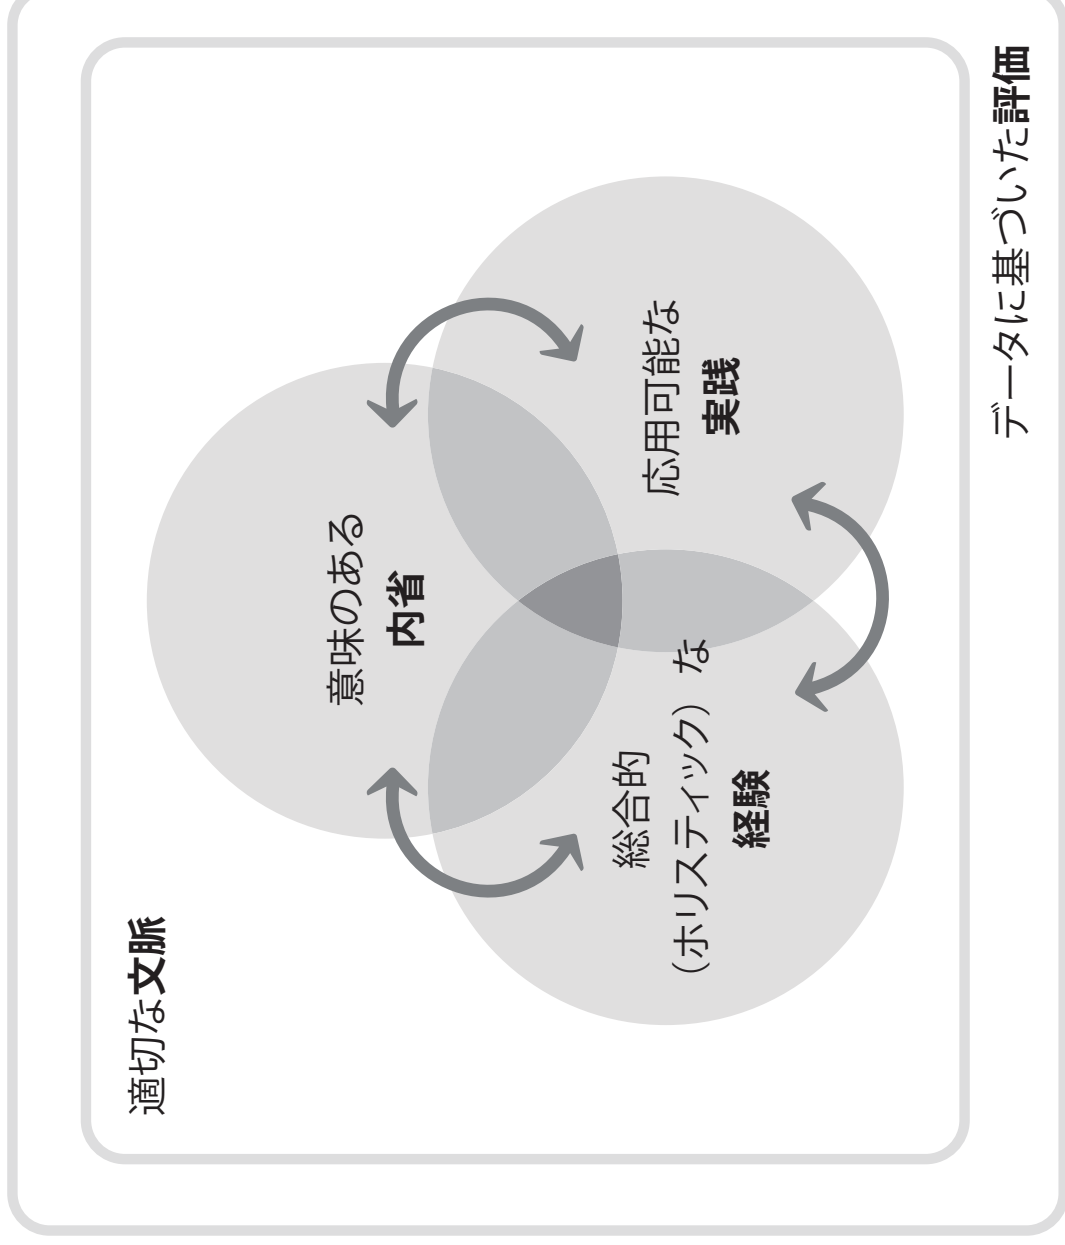 適切な文脈
意味のある
内省
総合的
（ホリスティック）な
経験
応用可能な
実践
データに基づいた評価